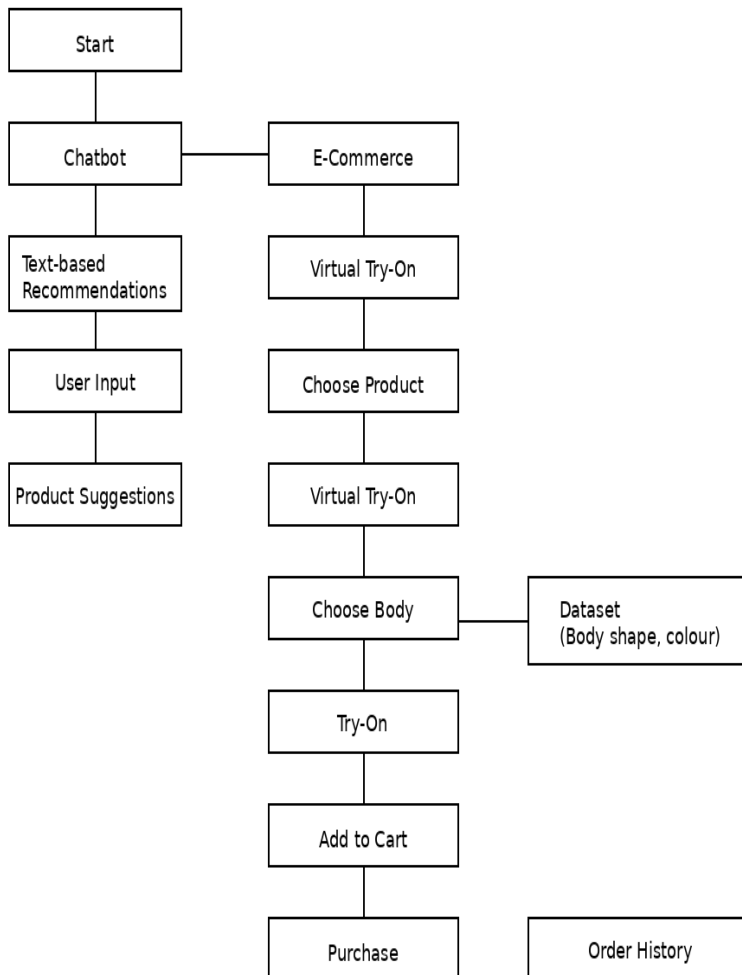 Start
Chatbot
E-Commerce
Text-based
Recommendations
Virtual Try-On
User Input
Choose Product
Product Suggestions
Virtual Try-On
Choose Body
Dataset
(Body shape, colour)
Try-On
Add to Cart
Purchase
Order History